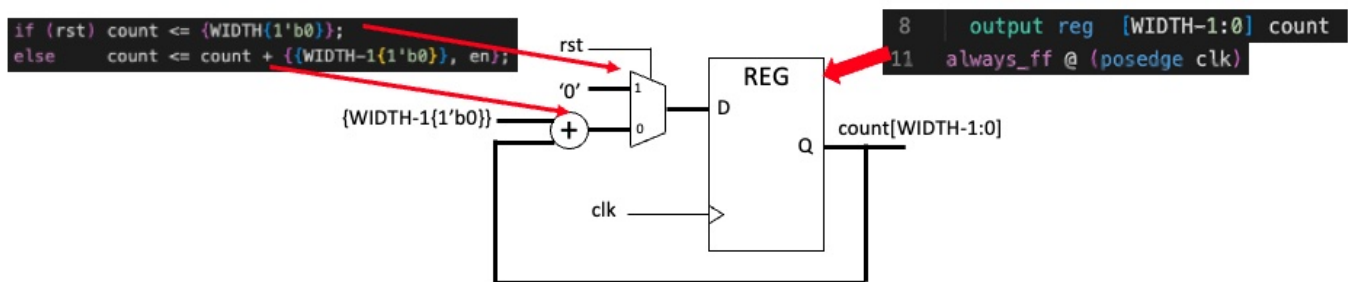 if (rst) count <= {WIDTH{1'b0}};
else count <= count + {{WIDTH-1{1'b0}}, en};
8 output reg [WIDTH-1:0] count
11 always_ff @ (posedge clk)
rst
REG
‘0’
1
D
{WIDTH-1{1’b0}}
+
0
count[WIDTH-1:0]
Q
clk